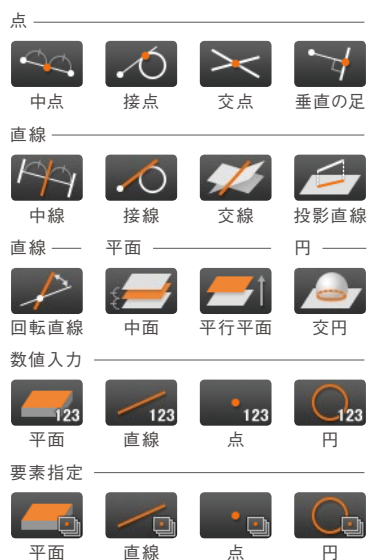 点
中点 接点 交点 垂直の足
直線
中線 接線 交線 投影直線
直線 平面 円
回転直線 中面 平行平面 交円
数値入力
123 123 123 123
平面 直線 点 円
要素指定
平面 直線 点 円